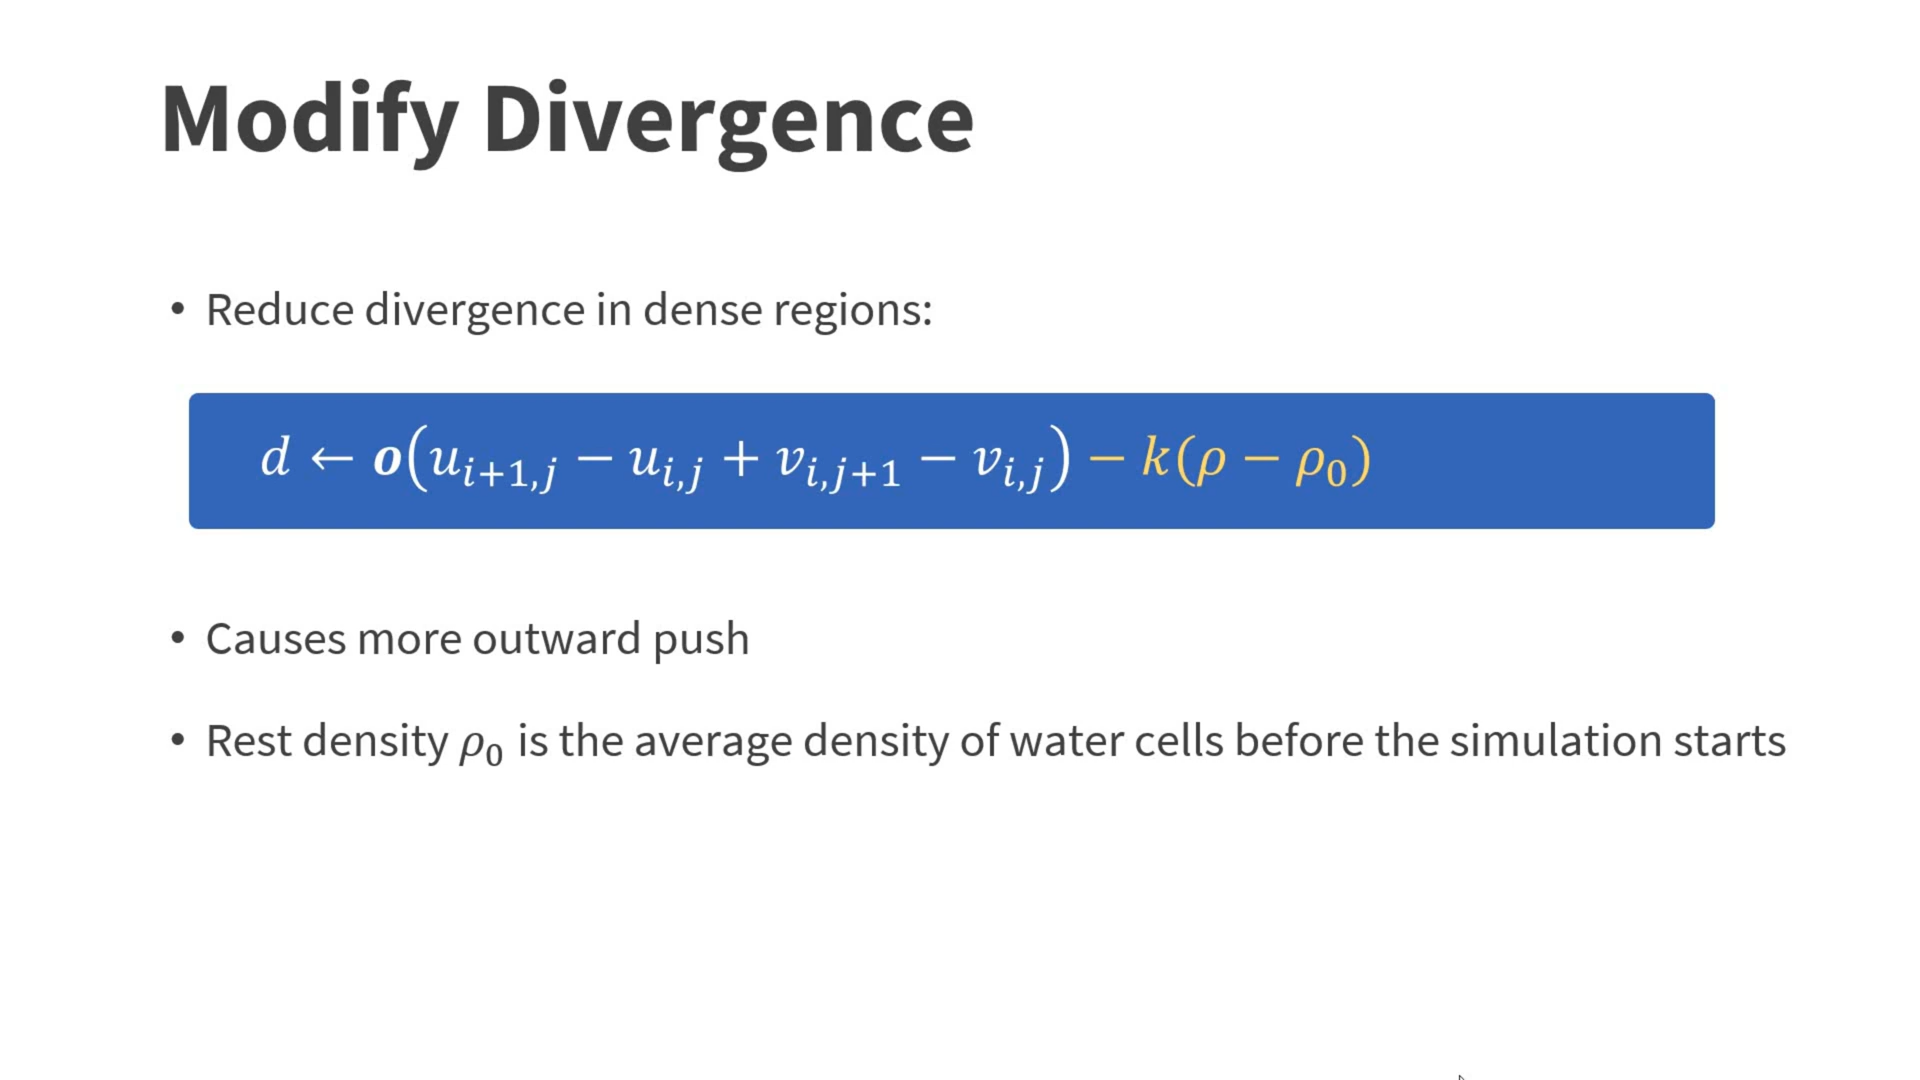 Modify Divergence
• Reduce divergence in dense regions:
d ← o(u_{i+1,j} − u_{i,j} + v_{i,j+1} − v_{i,j}) − k(ρ − ρ_0)
• Causes more outward push
• Rest density ρ_0 is the average density of water cells before the simulation starts